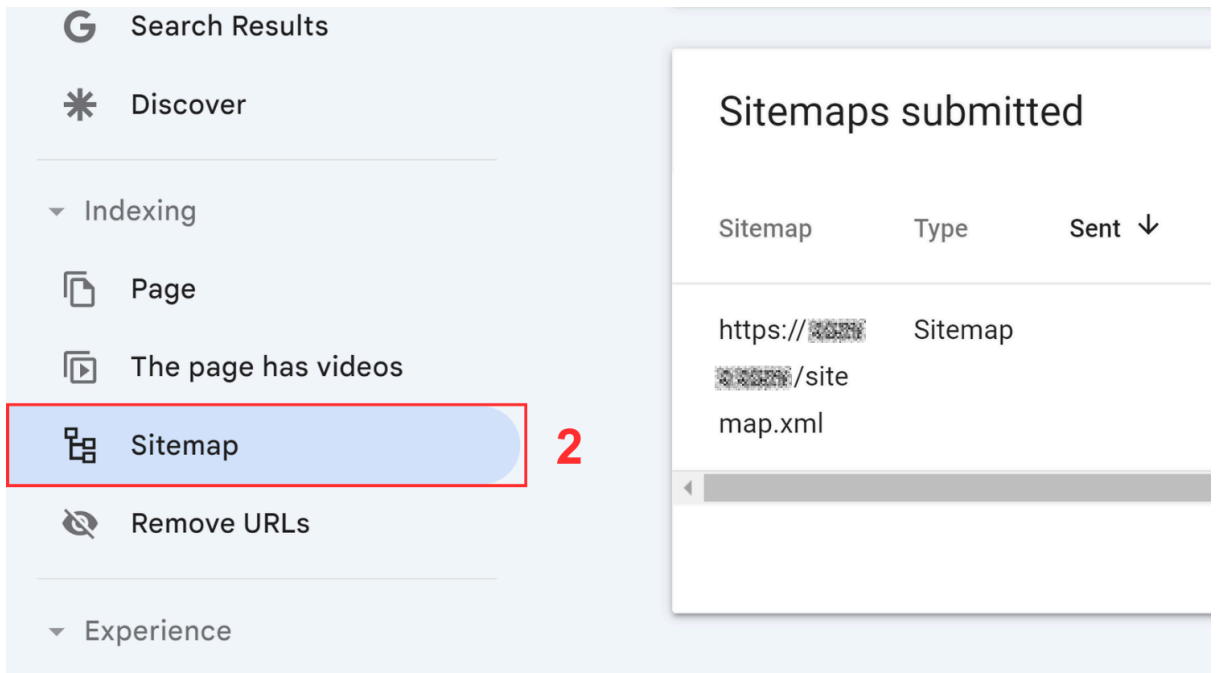 Search Results
Discover
Indexing
Page
The page has videos
Sitemap
2
Remove URLs
Experience
Sitemaps submitted
Sitemap Type Sent
https:// Sitemap
/site
map.xml